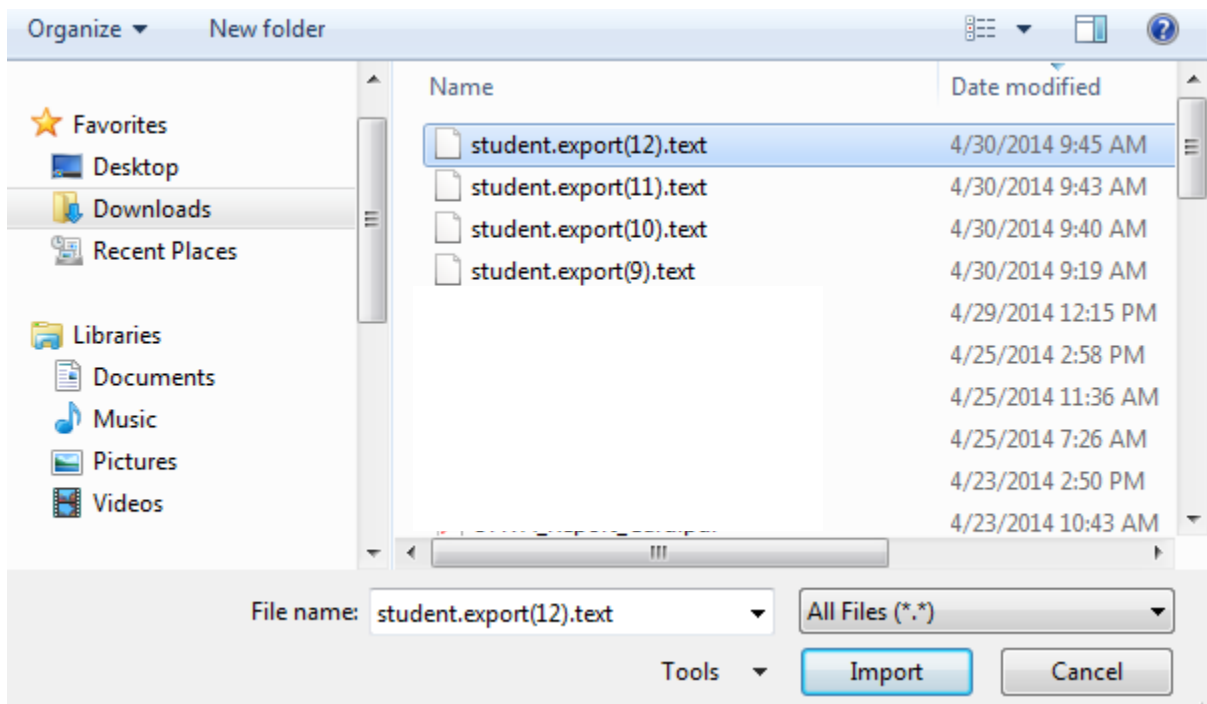 Organize New folder
Name Date modified
Favorites
Desktop
Downloads
Recent Places
Libraries
Documents
Music
Pictures
Videos
student.export(12).text 4/30/2014 9:45 AM
student.export(11).text 4/30/2014 9:43 AM
student.export(10).text 4/30/2014 9:40 AM
student.export(9).text 4/30/2014 9:19 AM
4/29/2014 12:15 PM
4/25/2014 2:58 PM
4/25/2014 11:36 AM
4/25/2014 7:26 AM
4/23/2014 2:50 PM
4/23/2014 10:43 AM
File name: student.export(12).text All Files (*.*)
Tools Import Cancel